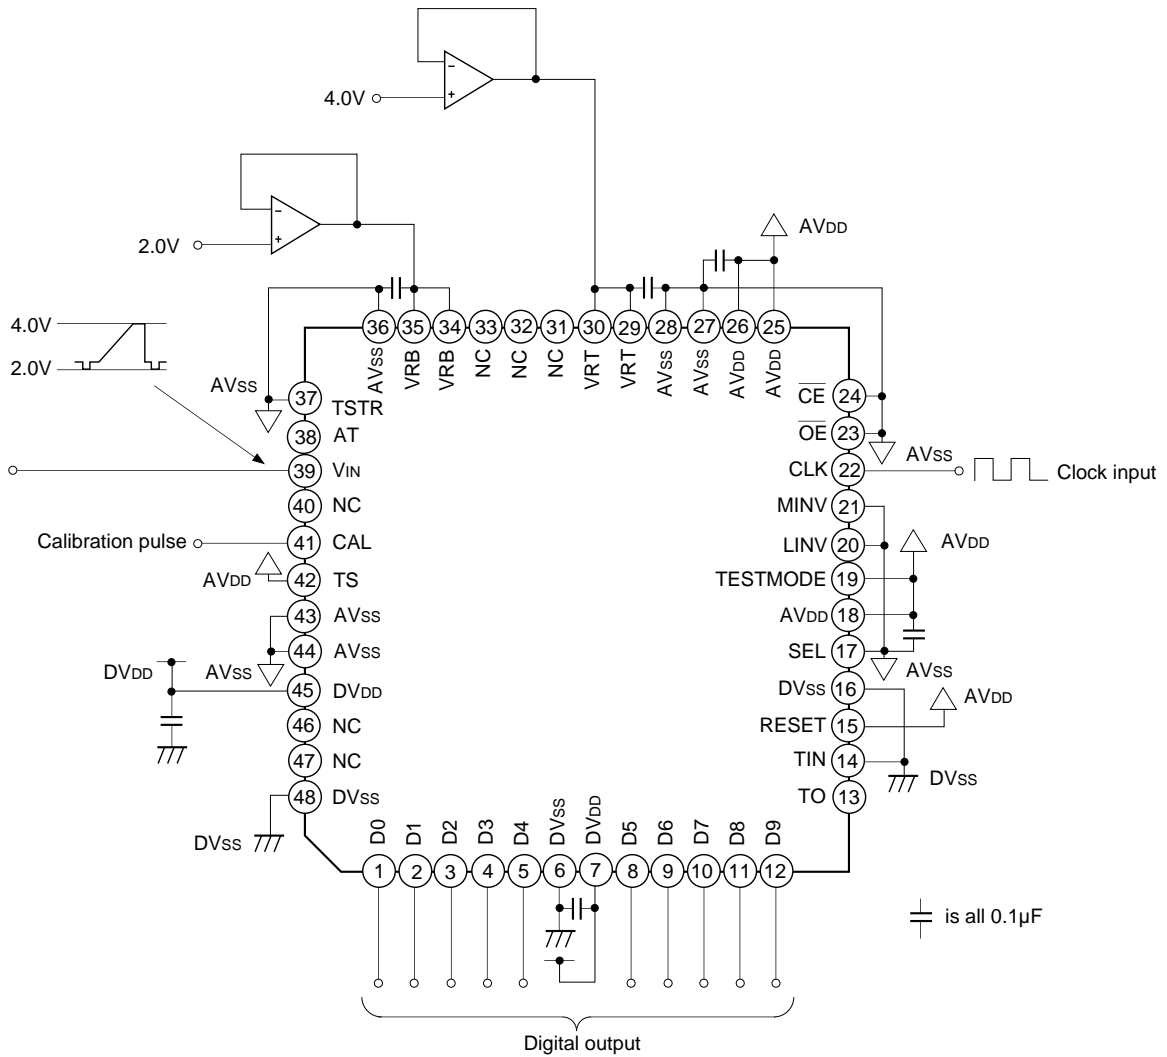 4.0V
−
+
2.0V
−
+
AVDD
4.0V
2.0V
36 35 34 33 32 31 30 29 28 27 26 25
AVSS VRB VRB NC NC NC VRT VRT AVSS AVSS AVDD AVDD
AVSS
37 TSTR
38 AT
39 VIN
40 NC
Calibration pulse 41 CAL
AVDD 42 TS
43 AVSS
44 AVSS
AVSS
DVDD
45 DVDD
46 NC
47 NC
48 DVSS
DVSS
CE 24
OE 23
AVSS
CLK 22 Clock input
MINV 21
LINV 20
AVDD
TESTMODE 19
AVDD 18
SEL 17
AVSS
DVSS 16
AVDD
RESET 15
TIN 14
DVSS
TO 13
D0 D1 D2 D3 D4 DVSS DVDD D5 D6 D7 D8 D9
1 2 3 4 5 6 7 8 9 10 11 12
is all 0.1µF
Digital output